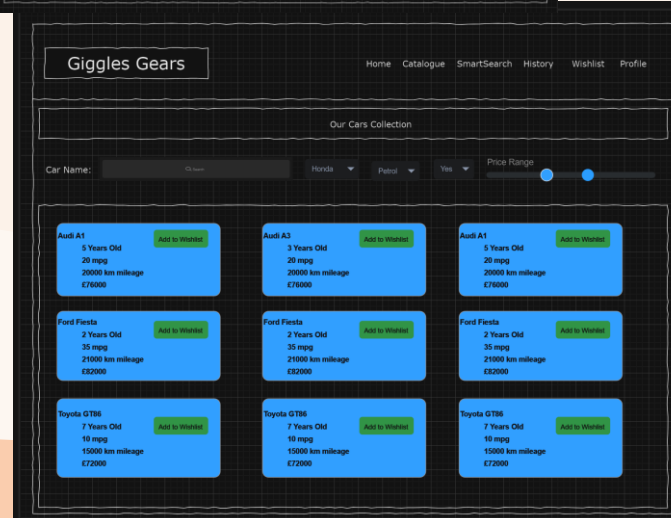 Giggles Gears
Home Catalogue SmartSearch History Wishlist Profile
Our Cars Collection
Car Name: Honda Petrol Yes Price Range
Audi A1 Add to Wishlist
5 Years Old
20 mpg
20000 km mileage
£76000
Audi A3 Add to Wishlist
3 Years Old
20 mpg
20000 km mileage
£76000
Audi A1 Add to Wishlist
5 Years Old
20 mpg
20000 km mileage
£76000
Ford Fiesta Add to Wishlist
2 Years Old
35 mpg
21000 km mileage
£82000
Ford Fiesta Add to Wishlist
2 Years Old
35 mpg
21000 km mileage
£82000
Ford Fiesta Add to Wishlist
2 Years Old
35 mpg
21000 km mileage
£82000
Toyota GT86 Add to Wishlist
7 Years Old
10 mpg
15000 km mileage
£72000
Toyota GT86 Add to Wishlist
7 Years Old
10 mpg
15000 km mileage
£72000
Toyota GT86 Add to Wishlist
7 Years Old
10 mpg
15000 km mileage
£72000